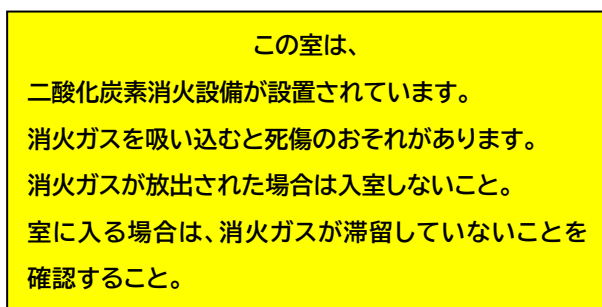 この室は、
二酸化炭素消火設備が設置されています。
消火ガスを吸い込むと死傷のおそれがあります。
消火ガスが放出された場合は入室しないこと。
室に入る場合は、消火ガスが滞留していないことを
確認すること。